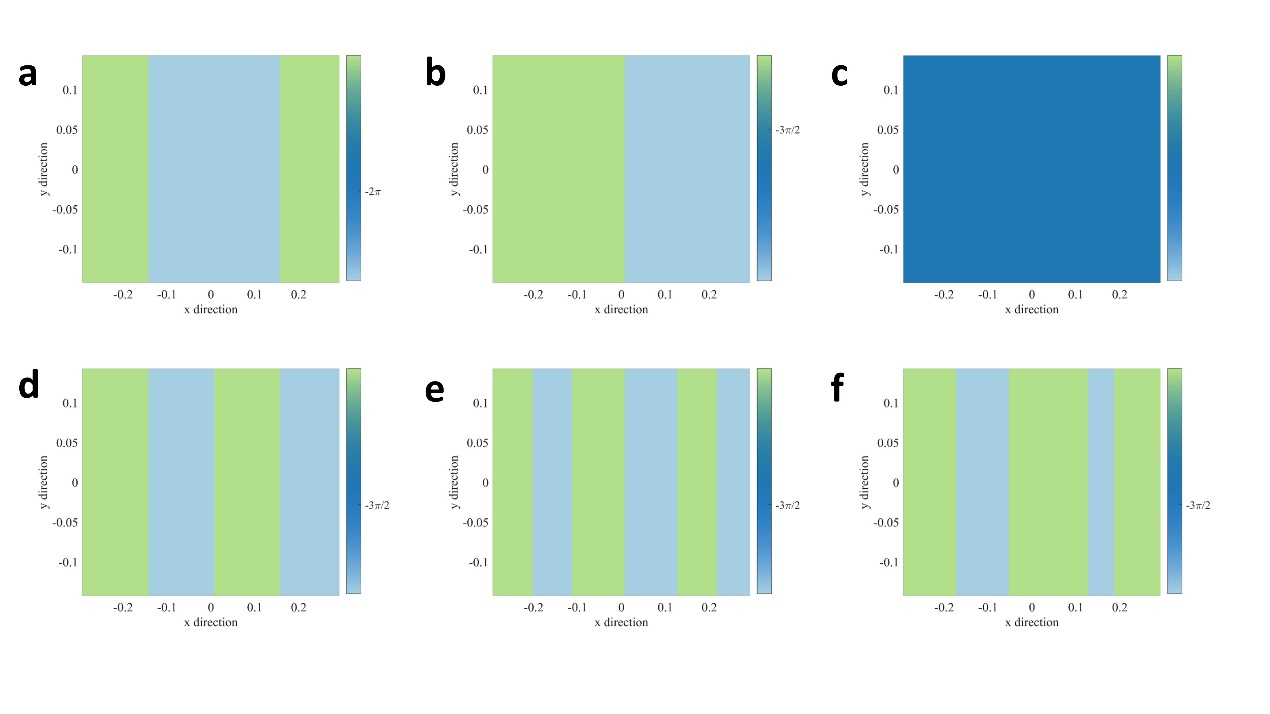 a
0.1
0.05
0
-0.05
-0.1
y direction
-0.2 -0.1 0 0.1 0.2
x direction
-2π
b
0.1
0.05
0
-0.05
-0.1
y direction
-0.2 -0.1 0 0.1 0.2
x direction
-3π/2
c
0.1
0.05
0
-0.05
-0.1
y direction
-0.2 -0.1 0 0.1 0.2
x direction
d
0.1
0.05
0
-0.05
-0.1
y direction
-0.2 -0.1 0 0.1 0.2
x direction
-3π/2
e
0.1
0.05
0
-0.05
-0.1
y direction
-0.2 -0.1 0 0.1 0.2
x direction
-3π/2
f
0.1
0.05
0
-0.05
-0.1
y direction
-0.2 -0.1 0 0.1 0.2
x direction
-3π/2